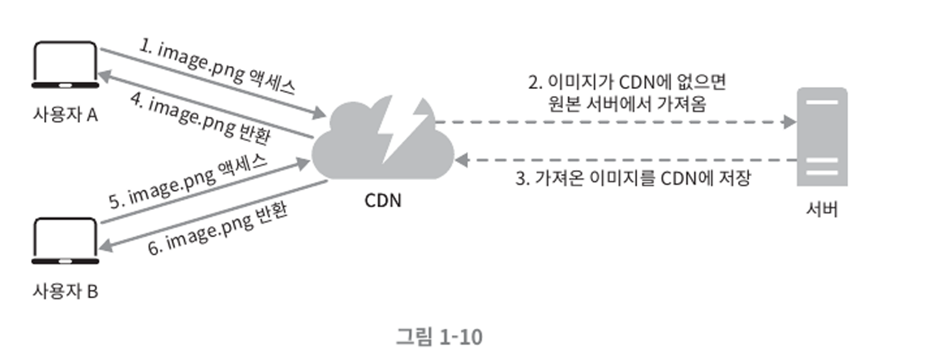 1. image.png 액세스
2. 이미지가 CDN에 없으면
원본 서버에서 가져옴
사용자 A
4. image.png 반환
5. image.png 액세스
3. 가져온 이미지를 CDN에 저장
CDN
서버
6. image.png 반환
사용자 B
그림 1-10